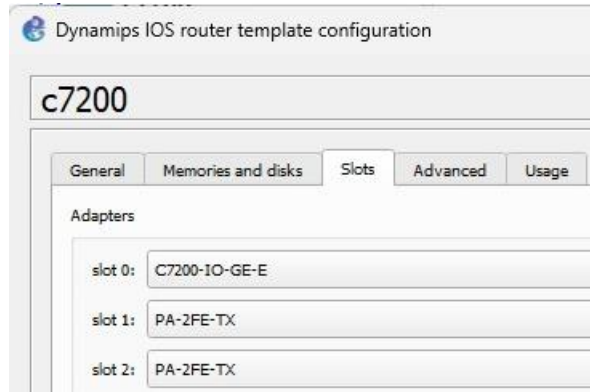 Dynamips IOS router template configuration
c7200
General Memories and disks Slots Advanced Usage
Adapters
slot 0: C7200-IO-GE-E
slot 1: PA-2FE-TX
slot 2: PA-2FE-TX